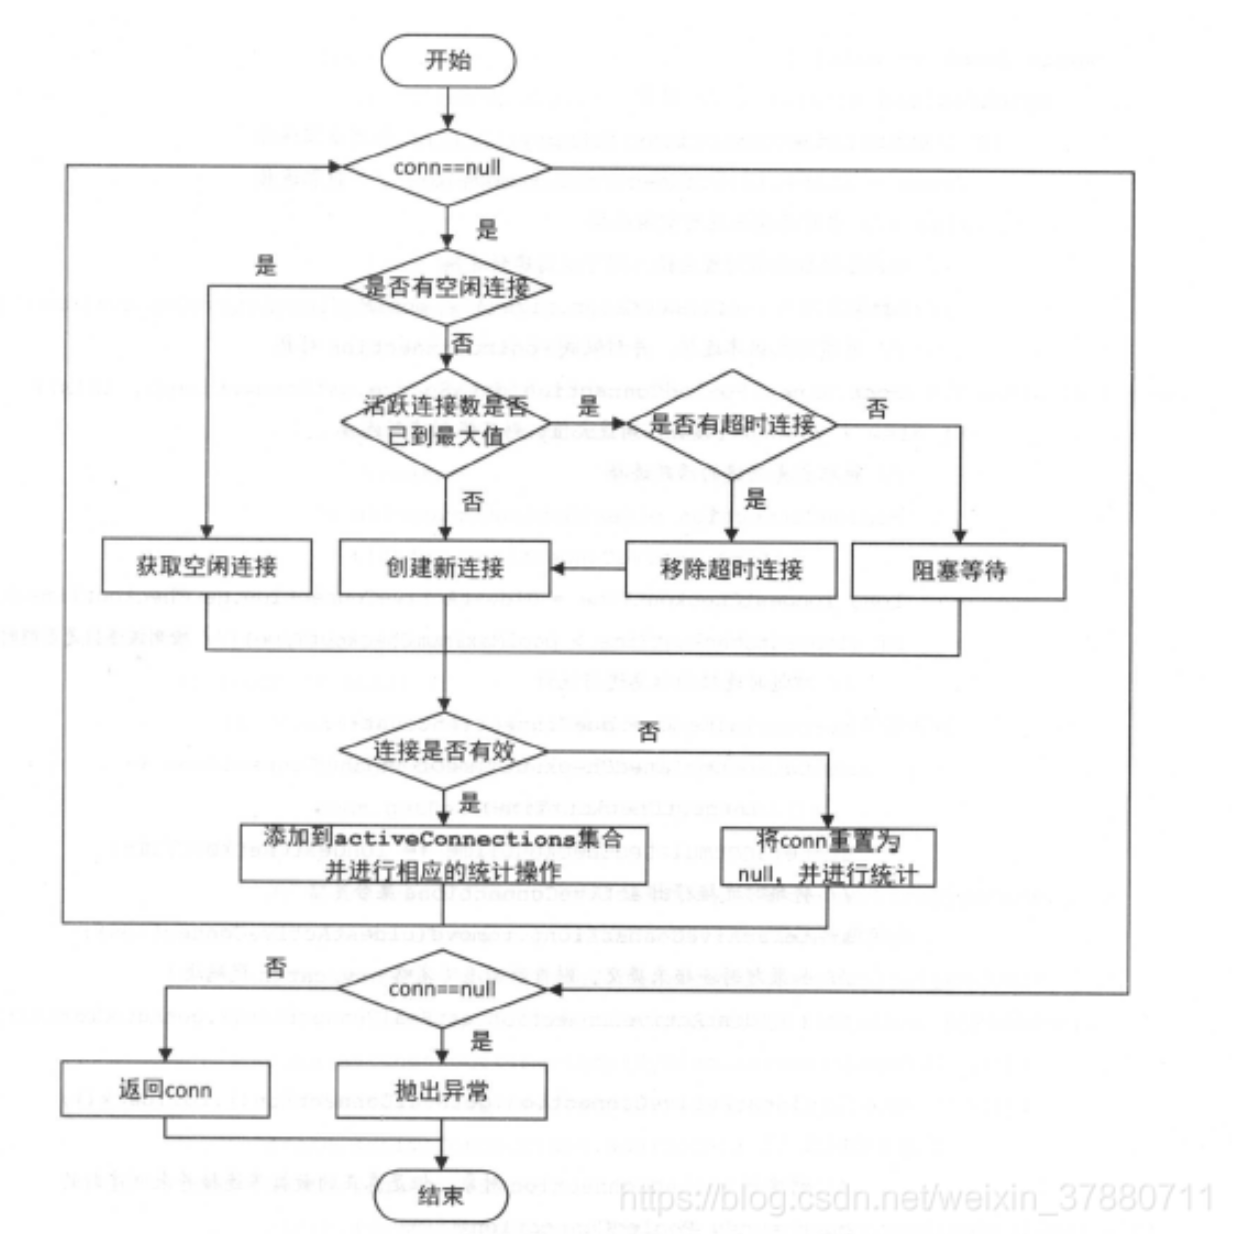 开始
conn==null
是
是
是否有空闲连接
否
活跃连接数是否
已到最大值
是
是否有超时连接
否
否
是
获取空闲连接
创建新连接
移除超时连接
阻塞等待
连接是否有效
否
是
添加到activeConnections集合
并进行相应的统计操作
将conn重置为
null，并进行统计
conn==null
否
是
返回conn
抛出异常
结束
https://blog.csdn.net/weixin_37880711